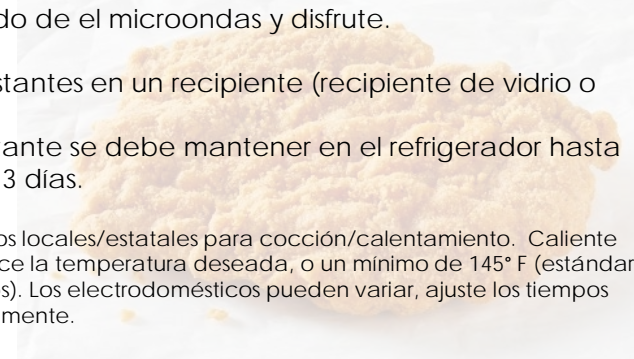 do de el microondas y disfrute.
stantes en un recipiente (recipiente de vidrio o
ante se debe mantener en el refrigerador hasta
3 días.
os locales/estatales para cocción/calentamiento. Caliente
ce la temperatura deseada, o un mínimo de 145° F (estándar
os). Los electrodomésticos pueden variar, ajuste los tiempos
mente.